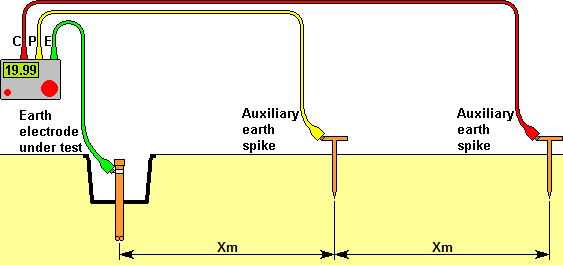 C P E
19.99
Earth
electrode
under test
Auxiliary
earth
spike
Auxiliary
earth
spike
Xm
Xm